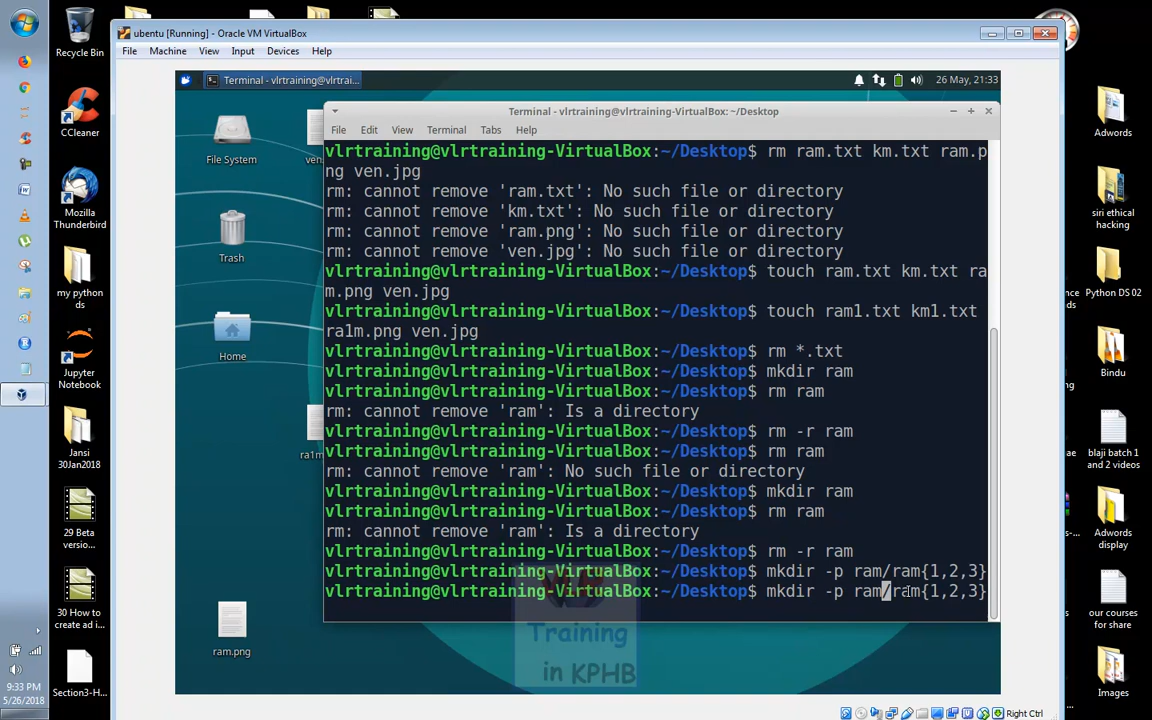 ubentu [Running] - Oracle VM VirtualBox
File Machine View Input Devices Help
Terminal - vlrtraining@vlrtrai...
26 May, 21:33
Terminal - vlrtraining@vlrtraining-VirtualBox: ~/Desktop
File Edit View Terminal Tabs Help
vlrtraining@vlrtraining-VirtualBox:~/Desktop$ rm ram.txt km.txt ram.p
ng ven.jpg
rm: cannot remove 'ram.txt': No such file or directory
rm: cannot remove 'km.txt': No such file or directory
rm: cannot remove 'ram.png': No such file or directory
rm: cannot remove 'ven.jpg': No such file or directory
vlrtraining@vlrtraining-VirtualBox:~/Desktop$ touch ram.txt km.txt ra
m.png ven.jpg
vlrtraining@vlrtraining-VirtualBox:~/Desktop$ touch ram1.txt km1.txt
ra1m.png ven.jpg
vlrtraining@vlrtraining-VirtualBox:~/Desktop$ rm *.txt
vlrtraining@vlrtraining-VirtualBox:~/Desktop$ mkdir ram
vlrtraining@vlrtraining-VirtualBox:~/Desktop$ rm ram
rm: cannot remove 'ram': Is a directory
vlrtraining@vlrtraining-VirtualBox:~/Desktop$ rm -r ram
vlrtraining@vlrtraining-VirtualBox:~/Desktop$ rm ram
rm: cannot remove 'ram': No such file or directory
vlrtraining@vlrtraining-VirtualBox:~/Desktop$ mkdir ram
vlrtraining@vlrtraining-VirtualBox:~/Desktop$ rm ram
rm: cannot remove 'ram': Is a directory
vlrtraining@vlrtraining-VirtualBox:~/Desktop$ rm -r ram
vlrtraining@vlrtraining-VirtualBox:~/Desktop$ mkdir -p ram/ram{1,2,3}
vlrtraining@vlrtraining-VirtualBox:~/Desktop$ mkdir -p ram/ram{1,2,3}
Training
in KPHB
File System
Trash
Home
ven.
ra1m
ram.png
Recycle Bin
CCleaner
Mozilla
Thunderbird
my python
ds
Jupyter
Notebook
Jansi
30Jan2018
29 Beta
versio...
30 How to
create ad i...
Section3-H...
Adwords
siri ethical
hacking
Python DS 02
Bindu
blaji batch 1
and 2 videos
Adwords
display
our courses
for share
Images
9:33 PM
5/26/2018
Right Ctrl